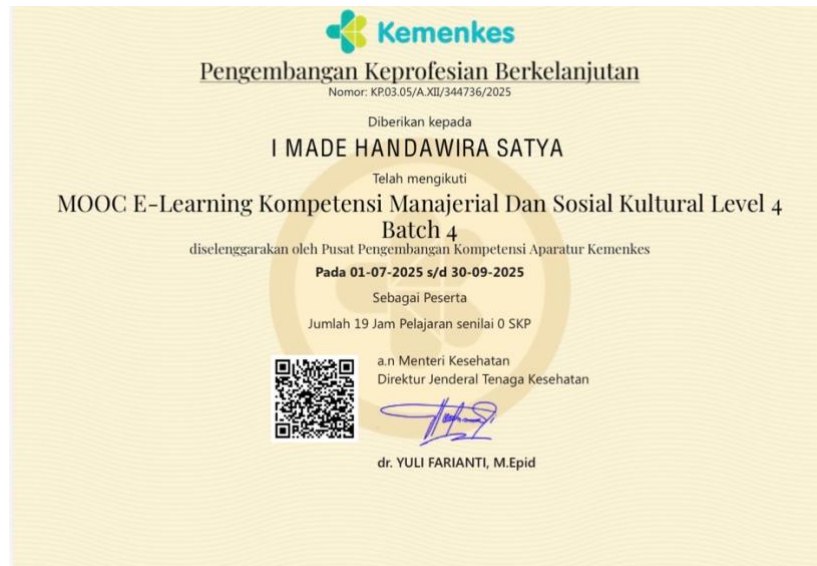 Kemenkes
Pengembangan Keprofesian Berkelanjutan
Nomor: KP.03.05/A.XII/344736/2025
Diberikan kepada
I MADE HANDAWIRA SATYA
Telah mengikuti
MOOC E-Learning Kompetensi Manajerial Dan Sosial Kultural Level 4
Batch 4
diselenggarakan oleh Pusat Pengembangan Kompetensi Aparatur Kemenkes
Pada 01-07-2025 s/d 30-09-2025
Sebagai Peserta
Jumlah 19 Jam Pelajaran senilai 0 SKP
a.n Menteri Kesehatan
Direktur Jenderal Tenaga Kesehatan
dr. YULI FARIANTI, M.Epid